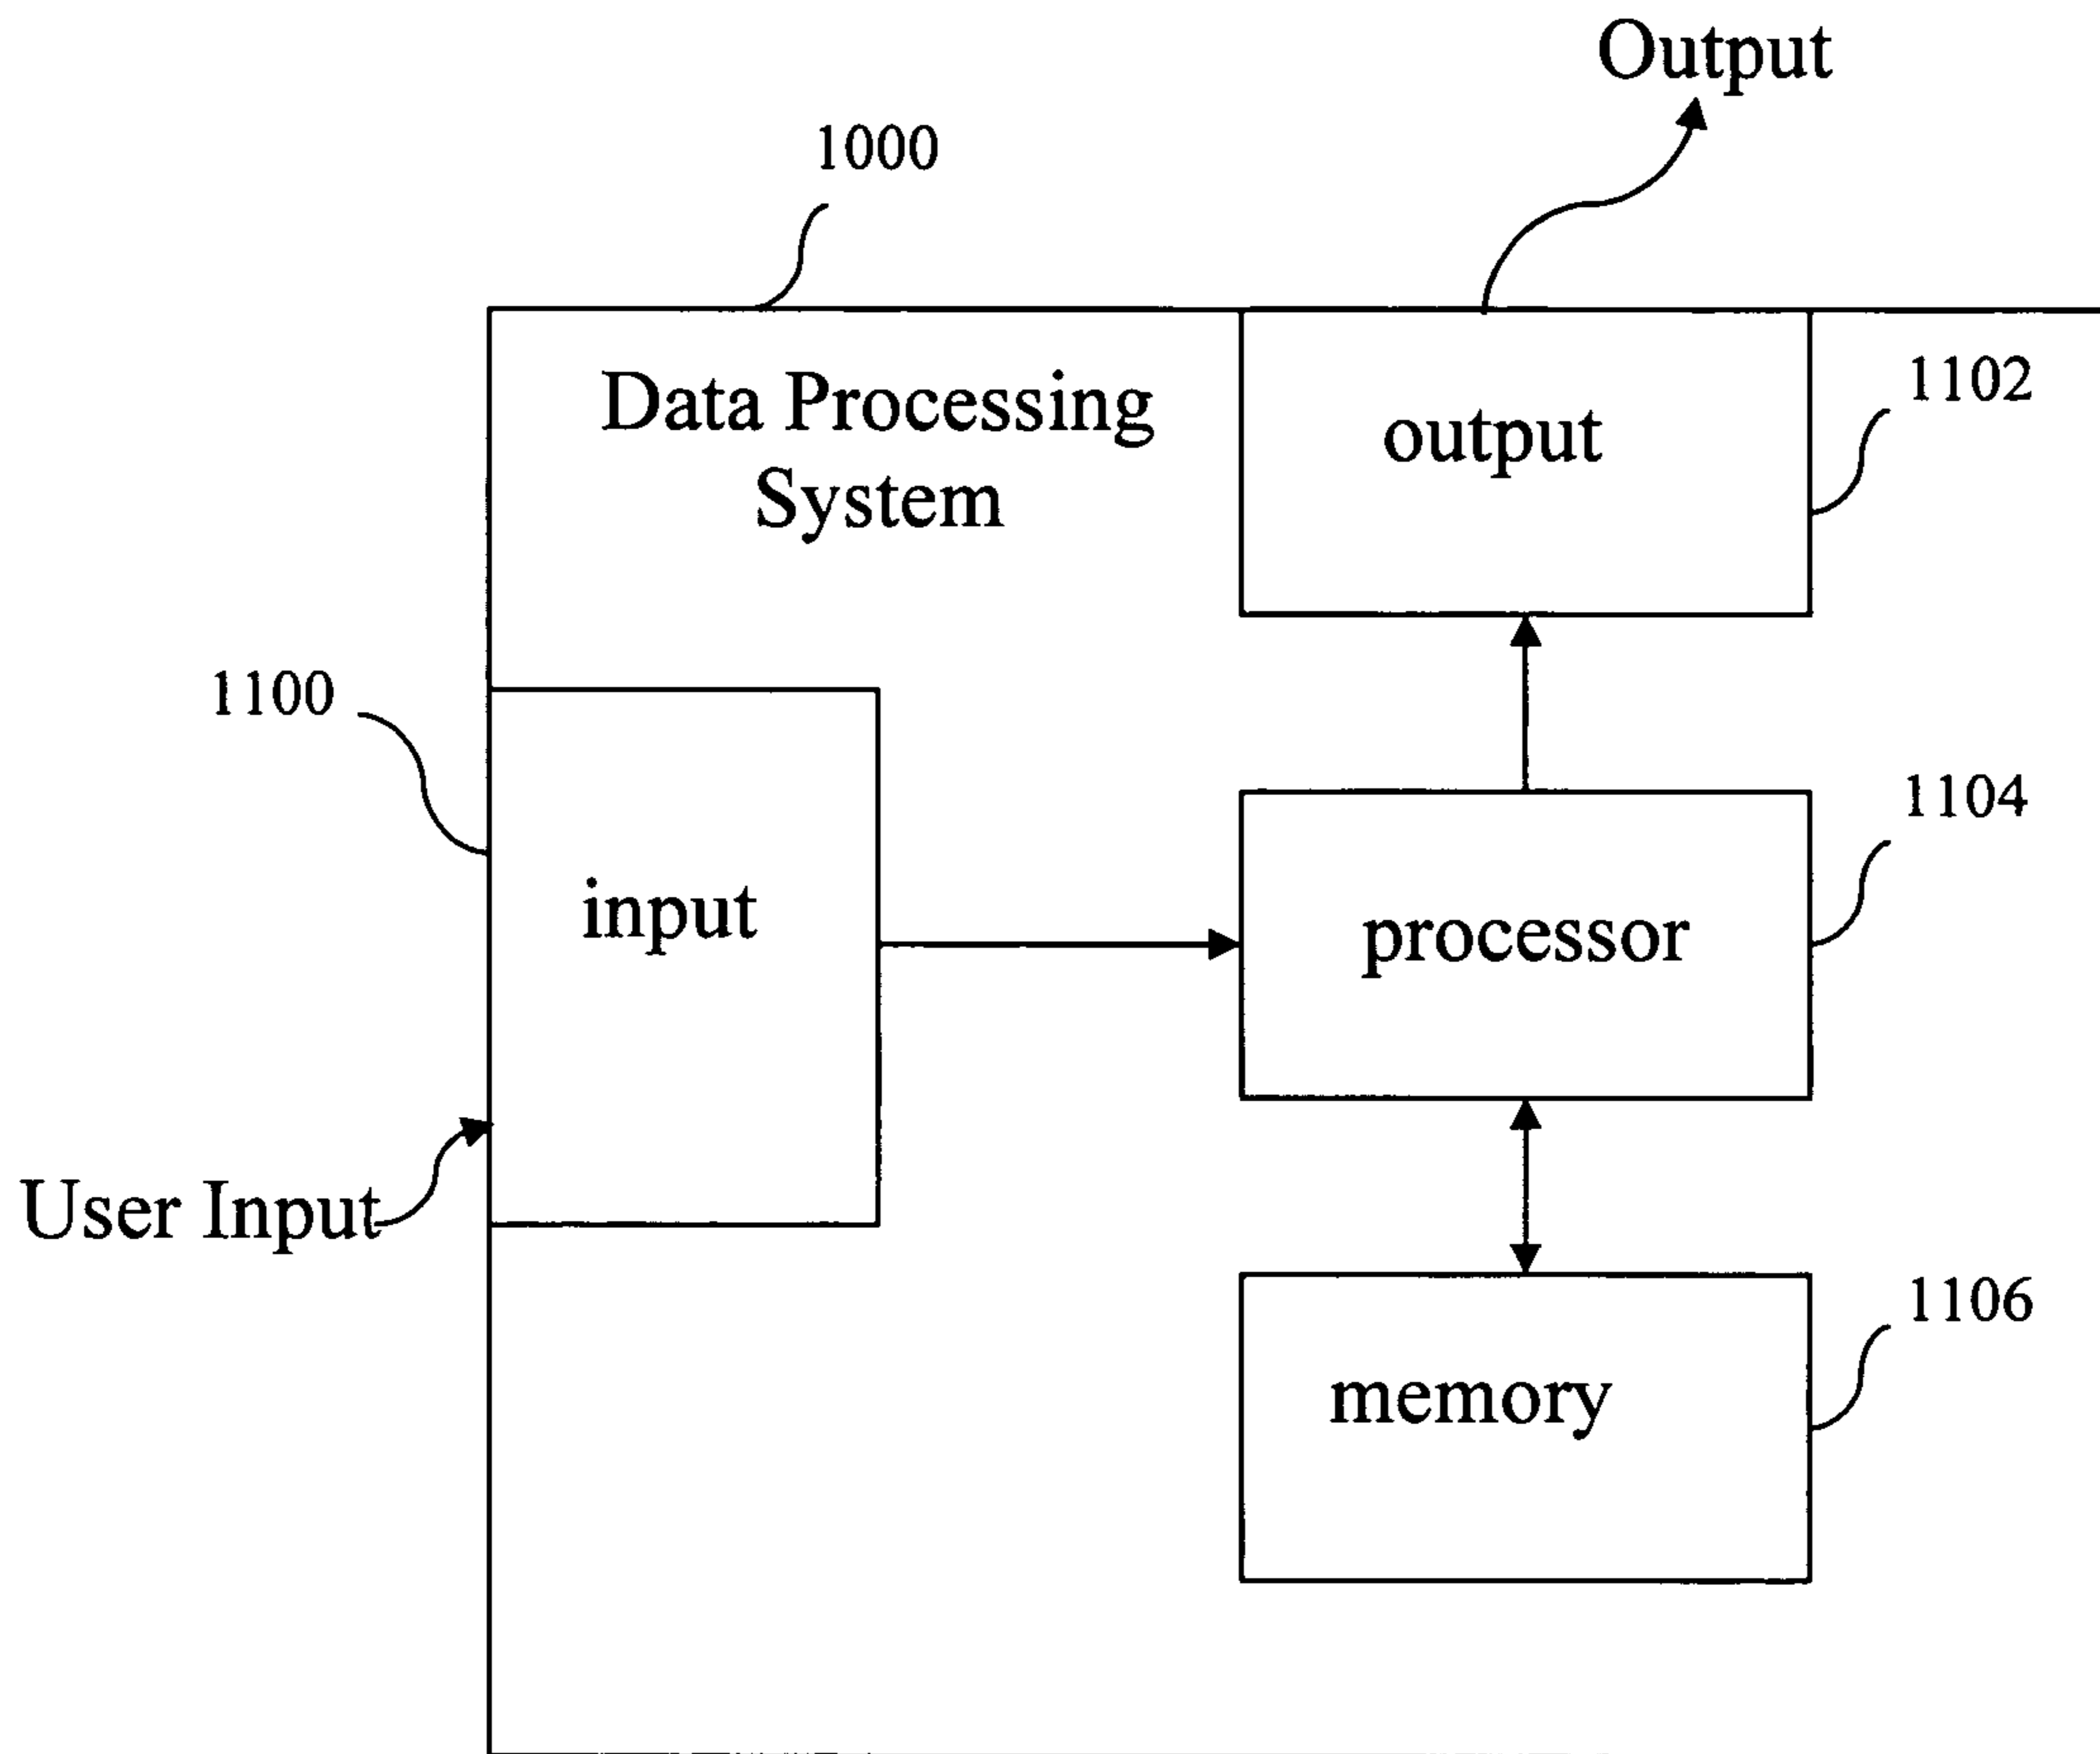 Output
1000
Data Processing
System
output
1102
1100
input
processor
1104
User Input
memory
1106